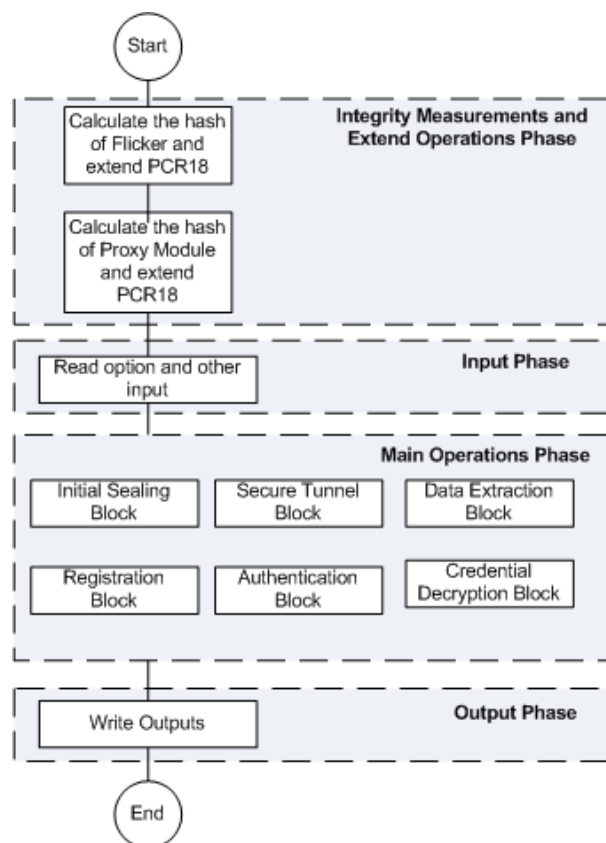 Start
Integrity Measurements and
Extend Operations Phase
Calculate the hash
of Flicker and
extend PCR18
Calculate the hash
of Proxy Module
and extend
PCR18
Input Phase
Read option and other
input
Main Operations Phase
Initial Sealing
Block
Secure Tunnel
Block
Data Extraction
Block
Registration
Block
Authentication
Block
Credential
Decryption Block
Output Phase
Write Outputs
End